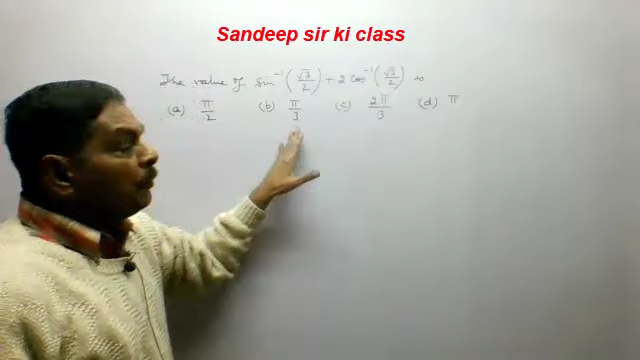 Sandeep sir ki class
The value of sin⁻¹(√3/2) + 2 cos⁻¹(√3/2) is
(a) π/2 (b) π/3 (c) 2π/3 (d) π